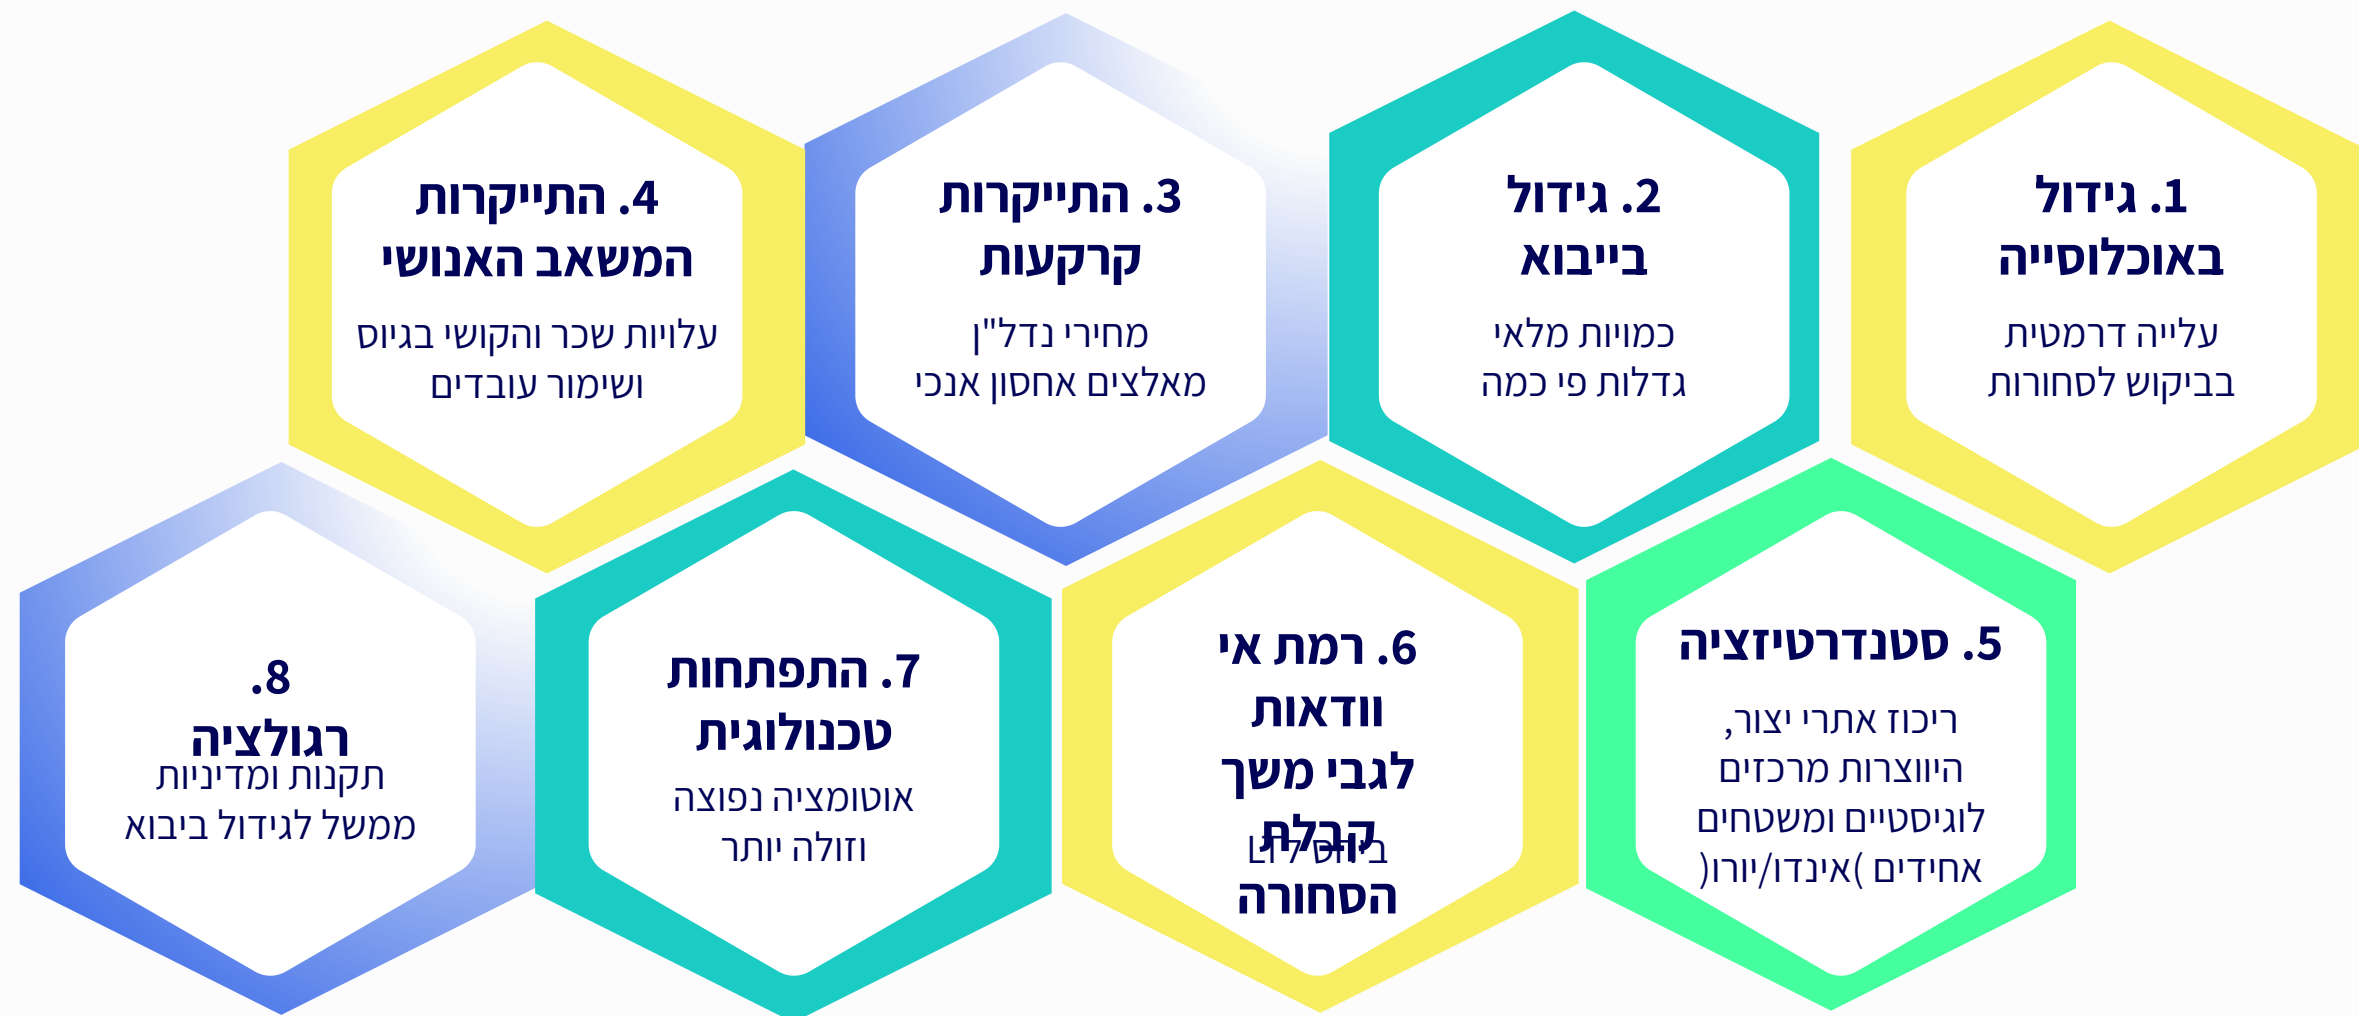 1. גידול
באוכלוסייה
עלייה דרמטית
בביקוש לסחורות
2. גידול
בייבוא
כמויות מלאי
גדלות פי כמה
3. התייקרות
קרקעות
מחירי נדל"ן
מאלצים אחסון אנכי
4. התייקרות
המשאב האנושי
עלויות שכר והקושי בגיוס
ושימור עובדים
5. סטנדרטיזציה
ריכוז אתרי יצור,
היווצרות מרכזים
לוגיסטיים ומשטחים
אחידים )אינדו/יורו(
6. רמת אי
וודאות
לגבי משך
קבלת
הסחורה
ביחס ל LT
7. התפתחות
טכנולוגית
אוטומציה נפוצה
וזולה יותר
8.
רגולציה
תקנות ומדיניות
ממשל לגידול ביבוא